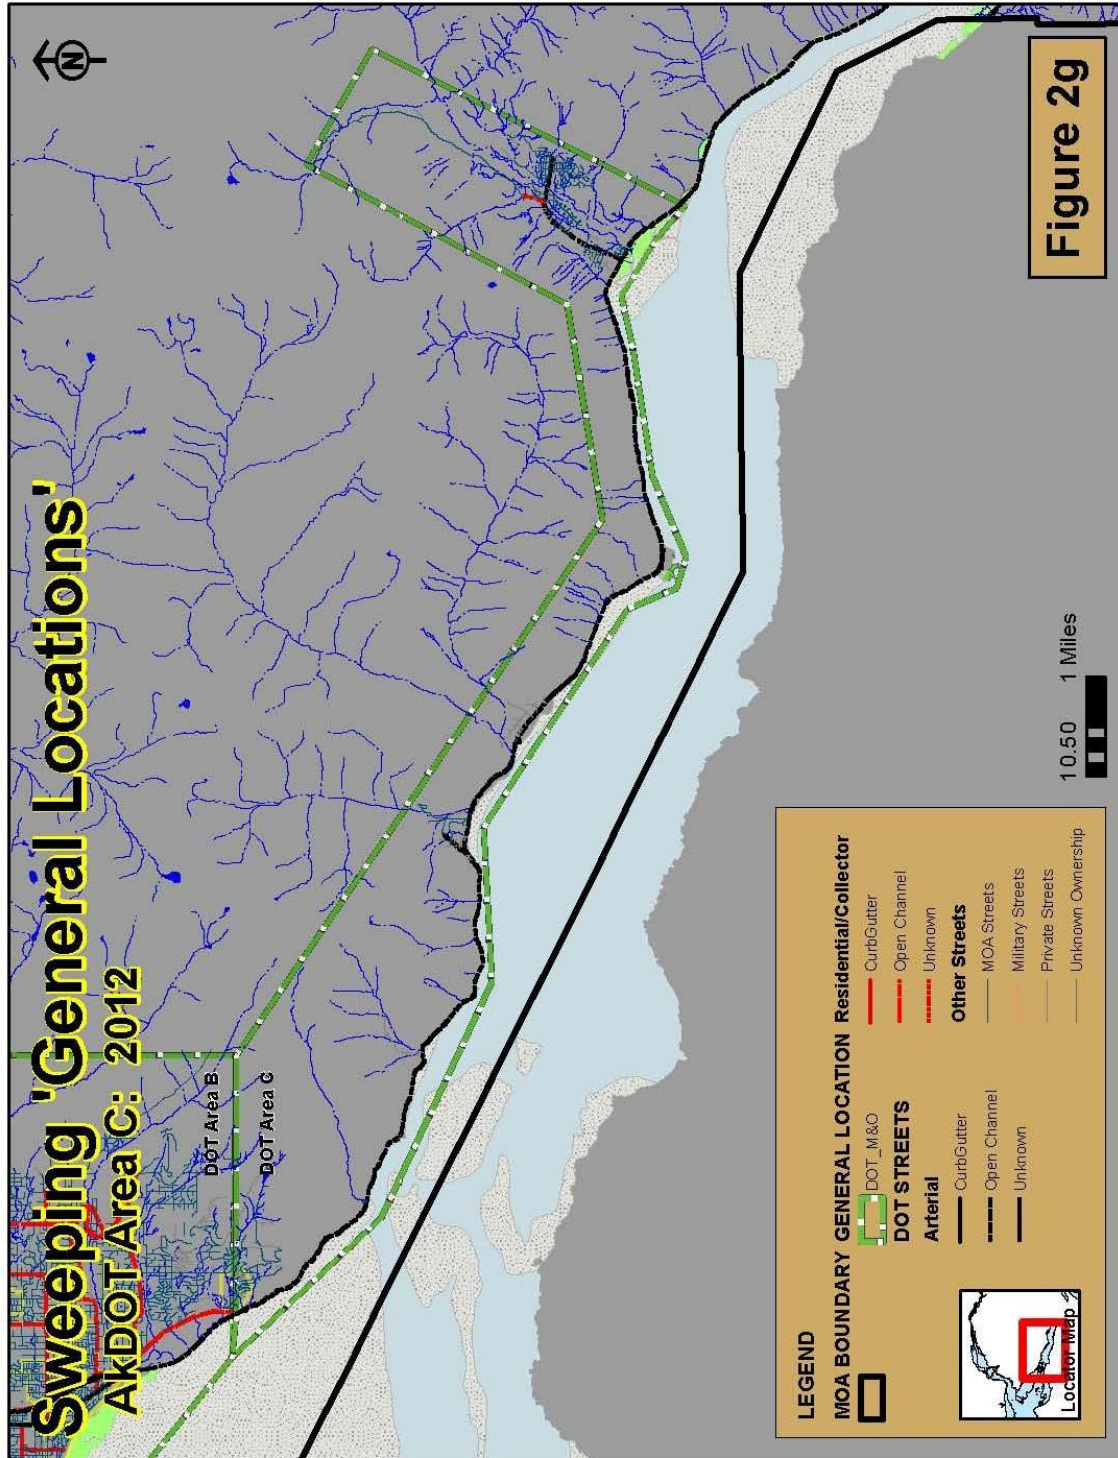 Sweeping 'General Locations'
AKDOT Area C: 2012
N
DOT Area B
DOT Area C
LEGEND
MOA BOUNDARY
GENERAL LOCATION
DOT_M&O
DOT STREETS
Arterial
CurbGutter
Open Channel
Unknown
Residential/Collector
CurbGutter
Open Channel
Unknown
Other Streets
MOA Streets
Military Streets
Private Streets
Unknown Ownership
Locator Map
1 0.50 1 Miles
Figure 2g